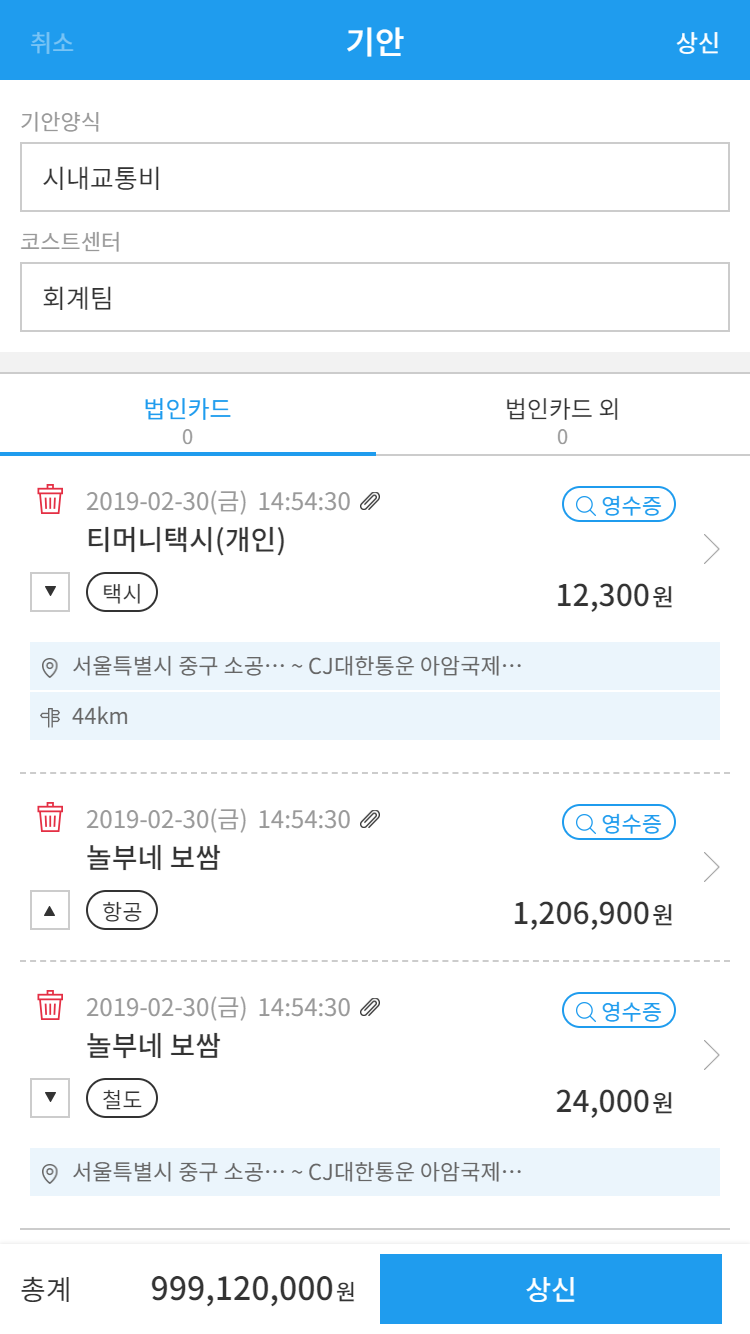 취소 기안 상신
기안양식
시내교통비
코스트센터
회계팀
법인카드 법인카드 외
0 0
2019-02-30(금) 14:54:30 영수증
티머니택시(개인)
▼ 택시 12,300원
서울특별시 중구 소공··· ~ CJ대한통운 아암국제···
44km
2019-02-30(금) 14:54:30 영수증
놀부네 보쌈
▲ 항공 1,206,900원
2019-02-30(금) 14:54:30 영수증
놀부네 보쌈
▼ 철도 24,000원
서울특별시 중구 소공··· ~ CJ대한통운 아암국제···
총계 999,120,000원 상신